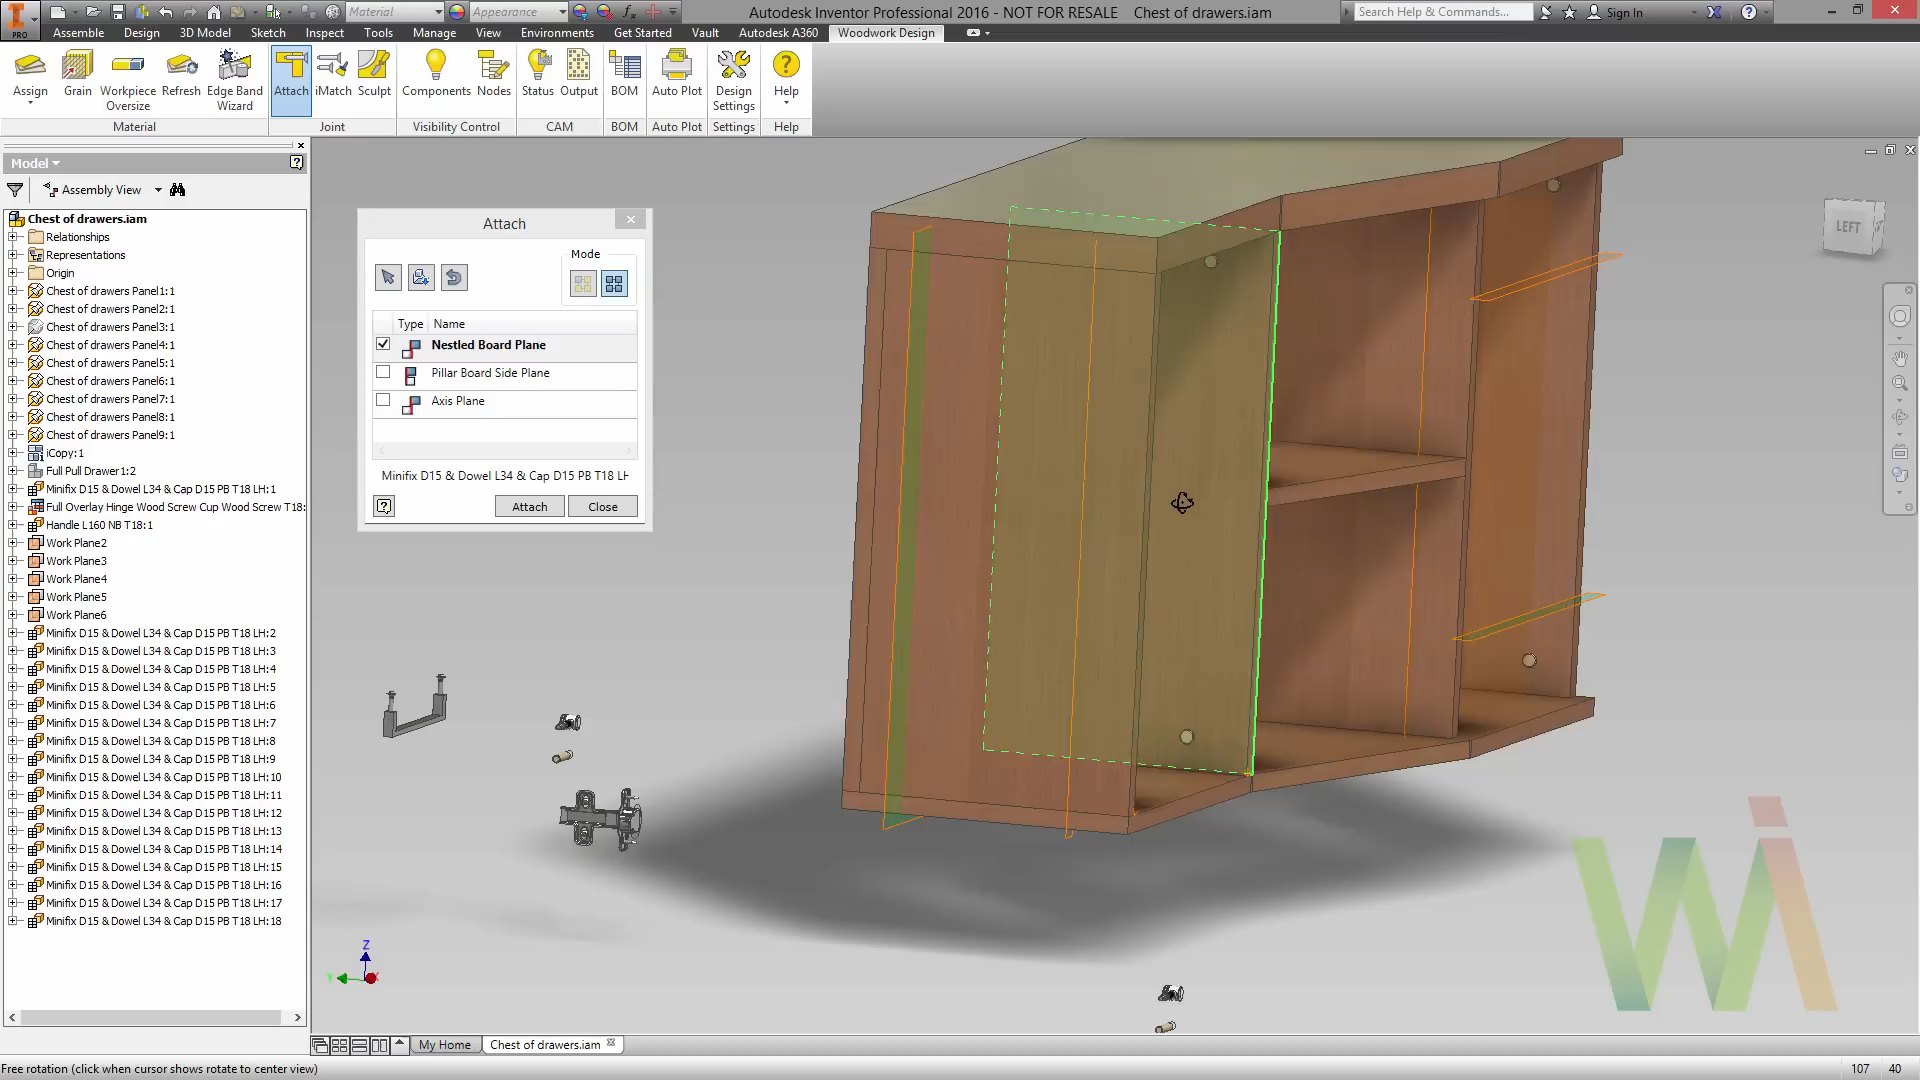 Material
Appearance
Autodesk Inventor Professional 2016 - NOT FOR RESALE Chest of drawers.iam
Search Help & Commands...
Sign In
PRO
Assembly Design 3D Model Sketch Inspect Tools Manage View Environments Get Started Vault Autodesk A360 Woodwork Design
Assign Grain Workpiece Oversize Refresh Edge Band Wizard Attach iMatch Sculpt Components Nodes Status Output BOM Auto Plot Design Settings Help
Material Joint Visibility Control CAM BOM Auto Plot Settings Help
Model
Assembly View
Chest of drawers.iam
Relationships
Representations
Origin
Chest of drawers Panel1:1
Chest of drawers Panel2:1
Chest of drawers Panel3:1
Chest of drawers Panel4:1
Chest of drawers Panel5:1
Chest of drawers Panel6:1
Chest of drawers Panel7:1
Chest of drawers Panel8:1
Chest of drawers Panel9:1
iCopy:1
Full Pull Drawer1:2
Minifix D15 & Dowel L34 & Cap D15 PB T18 LH:1
Full Overlay Hinge Wood Screw Cup Wood Screw T18:
Handle L160 NB T18:1
Work Plane2
Work Plane3
Work Plane4
Work Plane5
Work Plane6
Minifix D15 & Dowel L34 & Cap D15 PB T18 LH:2
Minifix D15 & Dowel L34 & Cap D15 PB T18 LH:3
Minifix D15 & Dowel L34 & Cap D15 PB T18 LH:4
Minifix D15 & Dowel L34 & Cap D15 PB T18 LH:5
Minifix D15 & Dowel L34 & Cap D15 PB T18 LH:6
Minifix D15 & Dowel L34 & Cap D15 PB T18 LH:7
Minifix D15 & Dowel L34 & Cap D15 PB T18 LH:8
Minifix D15 & Dowel L34 & Cap D15 PB T18 LH:9
Minifix D15 & Dowel L34 & Cap D15 PB T18 LH:10
Minifix D15 & Dowel L34 & Cap D15 PB T18 LH:11
Minifix D15 & Dowel L34 & Cap D15 PB T18 LH:12
Minifix D15 & Dowel L34 & Cap D15 PB T18 LH:13
Minifix D15 & Dowel L34 & Cap D15 PB T18 LH:14
Minifix D15 & Dowel L34 & Cap D15 PB T18 LH:15
Minifix D15 & Dowel L34 & Cap D15 PB T18 LH:16
Minifix D15 & Dowel L34 & Cap D15 PB T18 LH:17
Minifix D15 & Dowel L34 & Cap D15 PB T18 LH:18
Attach
Mode
Type Name
Nestled Board Plane
Pillar Board Side Plane
Axis Plane
Minifix D15 & Dowel L34 & Cap D15 PB T18 LH
Attach Close
LEFT
Z
Y
X
Wi
My Home Chest of drawers.iam
Free rotation (click when cursor shows rotate to center view)
107 40